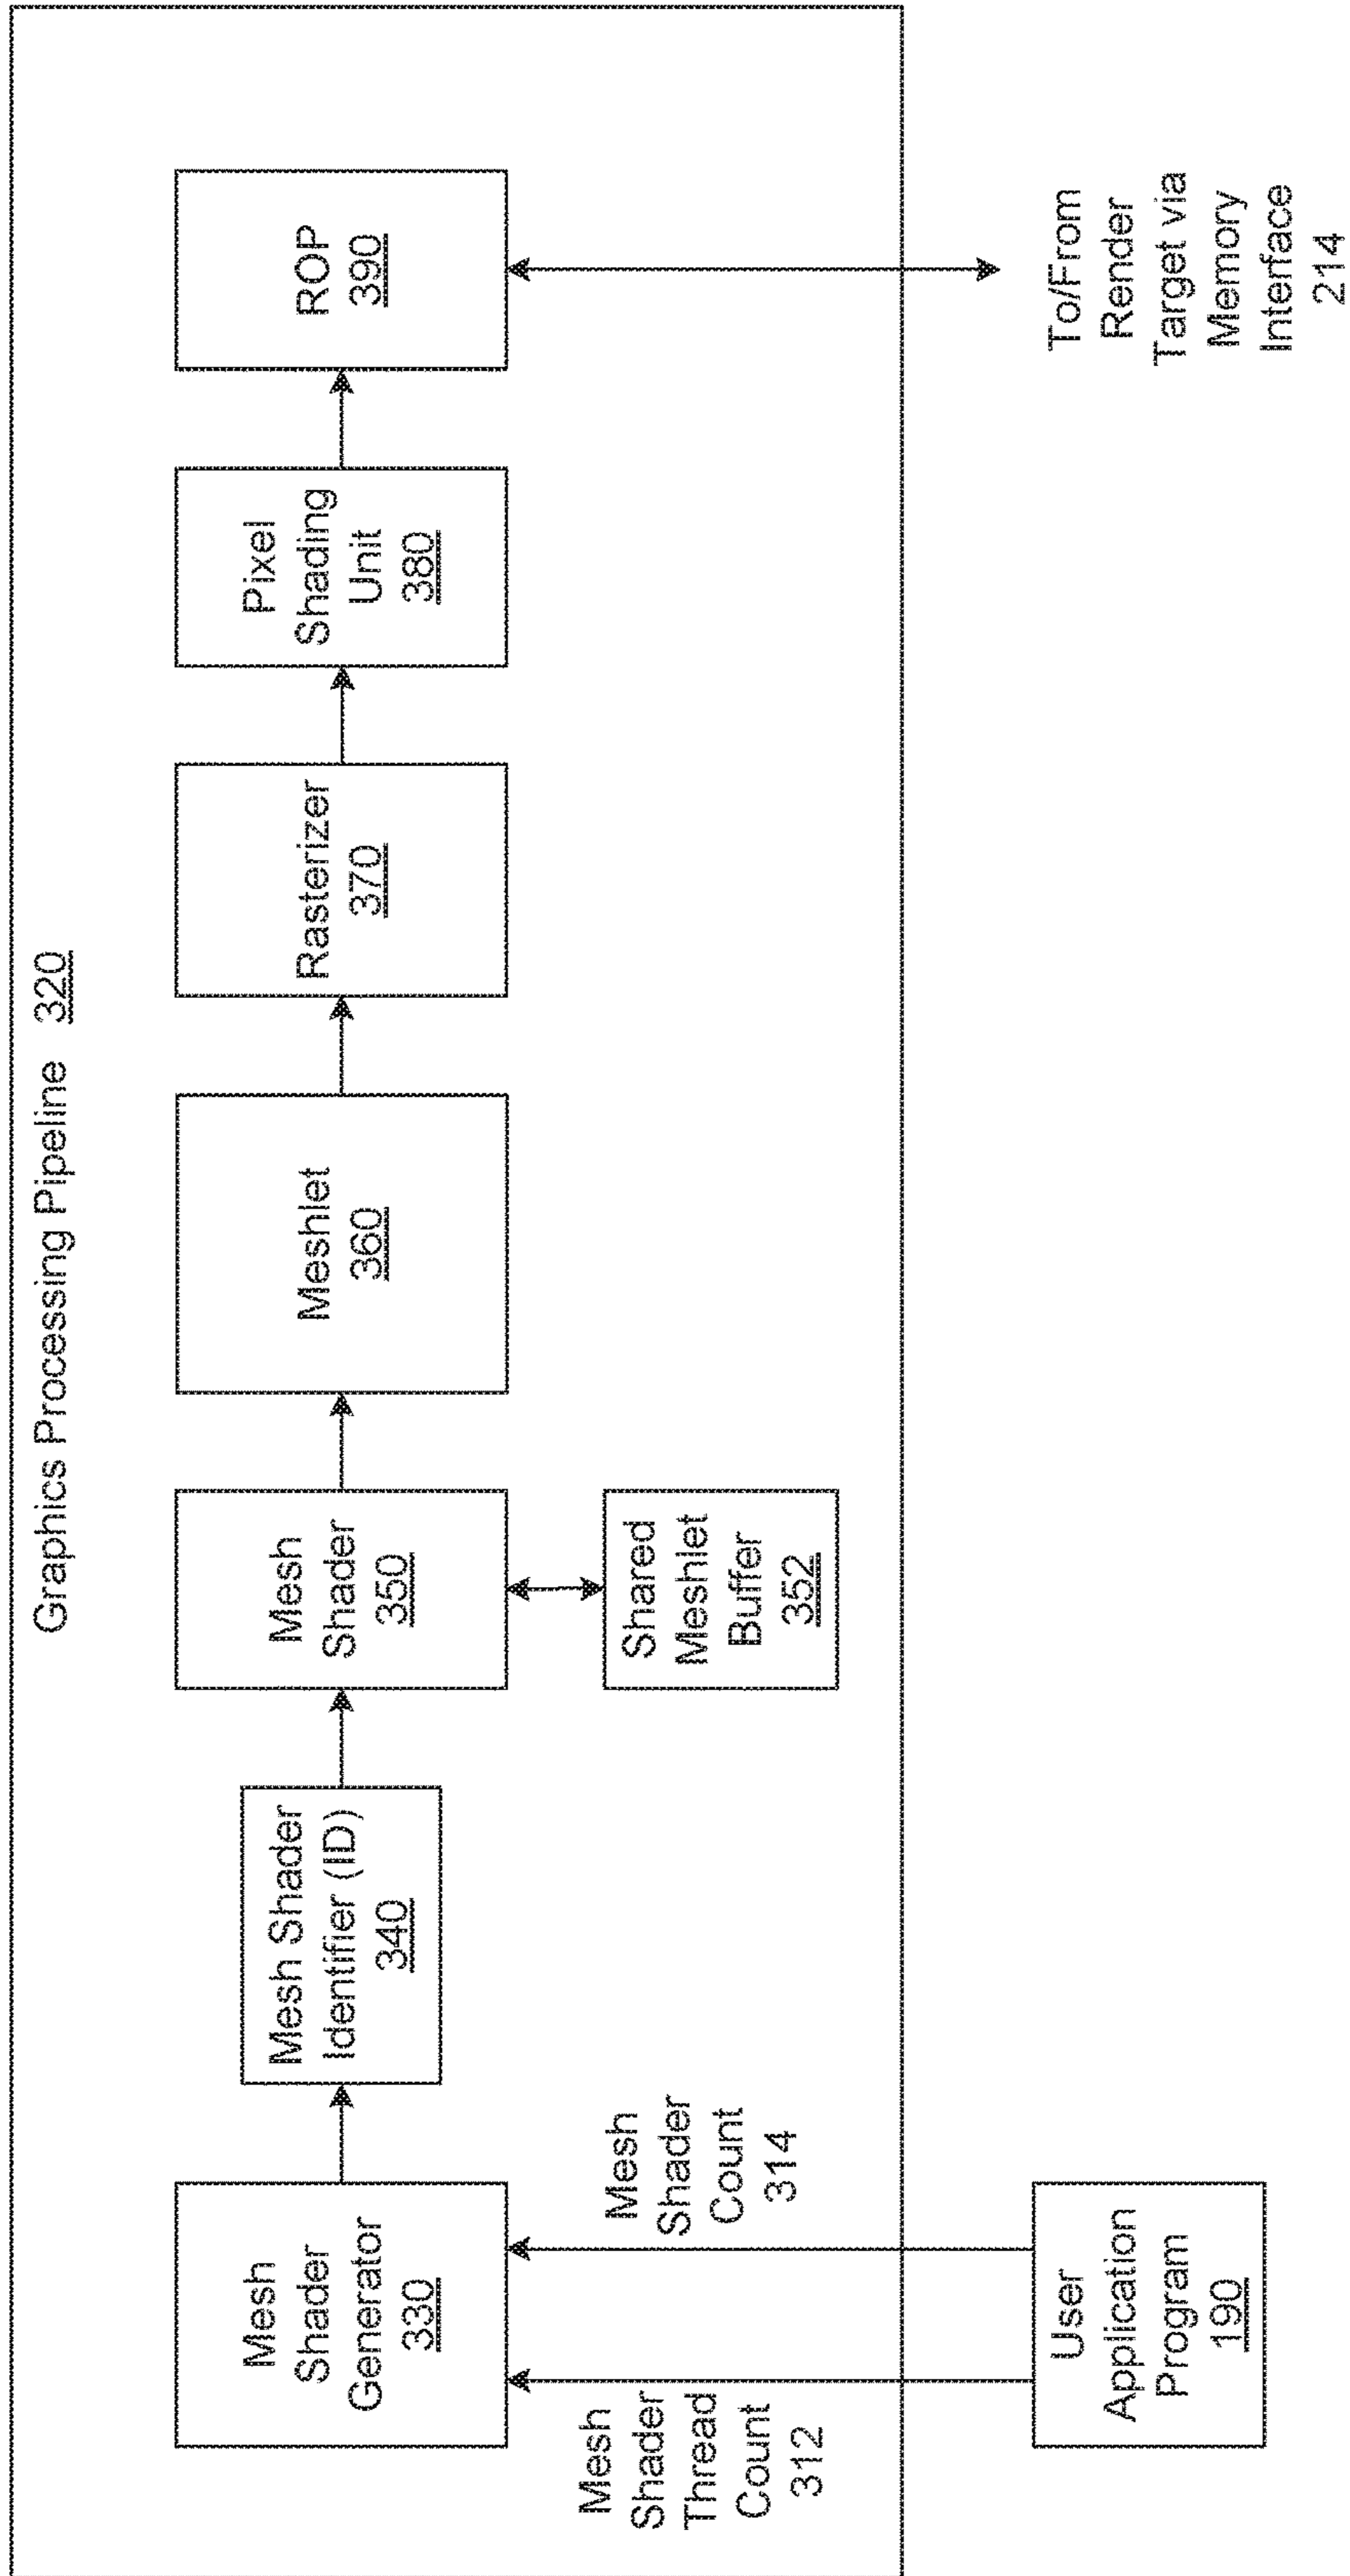 Graphics Processing Pipeline 320
Mesh
Shader
Generator
330
Mesh Shader
Identifier (ID)
340
Mesh
Shader
350
Meshlet
360
Rasterizer
370
Pixel
Shading
Unit
380
ROP
390
Shared
Meshlet
Buffer
352
Mesh
Shader
Thread
Count
312
Mesh
Shader
Count
314
User
Application
Program
190
To/From
Render
Target via
Memory
Interface
214